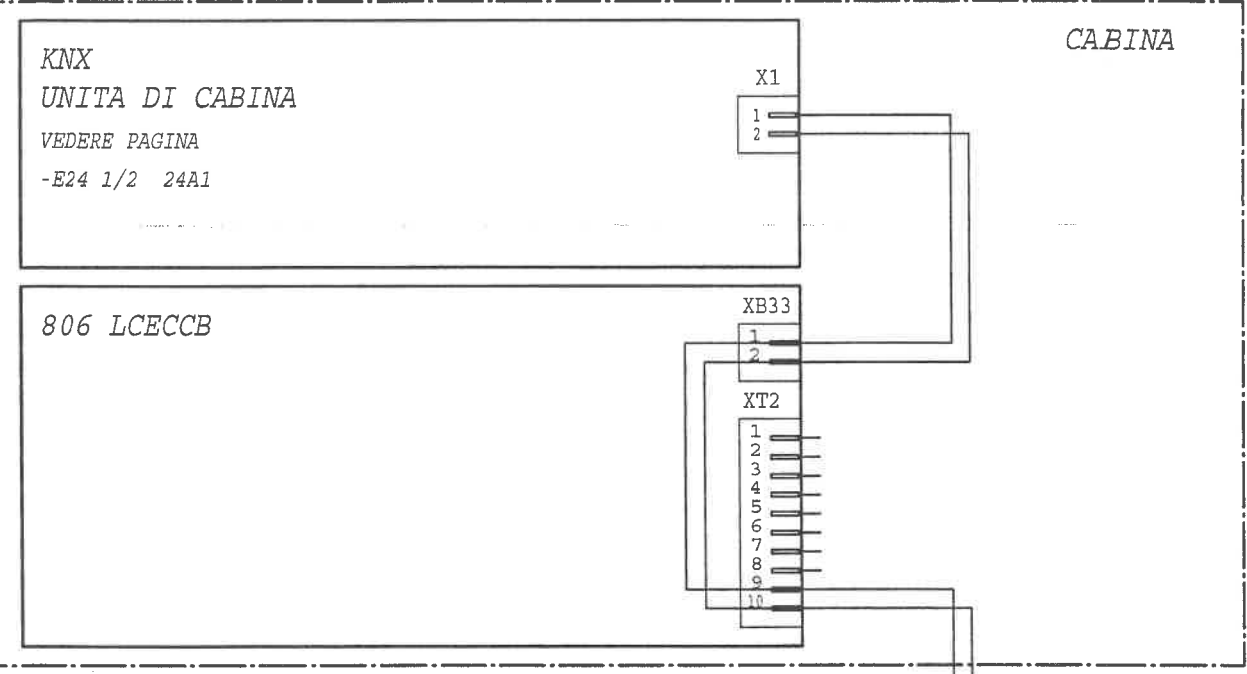 CABINA
KNX
UNITA DI CABINA
VEDERE PAGINA
-E24 1/2 24A1
X1
1
2
806 LCECCB
XB33
1
2
XT2
1
2
3
4
5
6
7
8
9
10